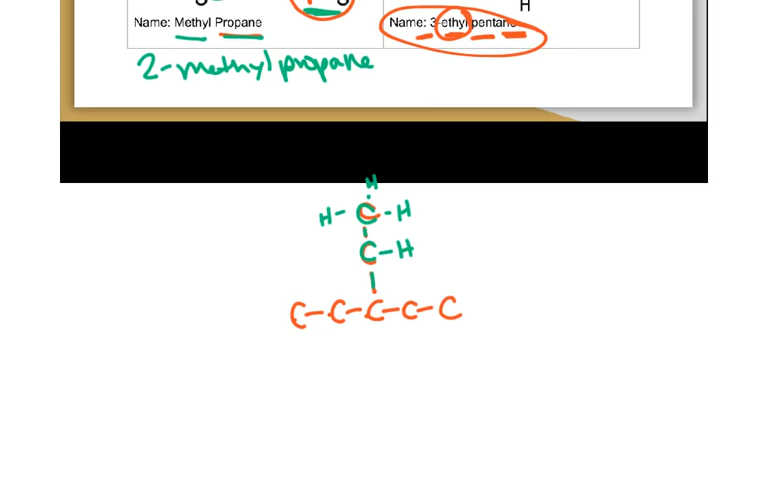 H
Name: Methyl Propane
Name: 3-ethyl pentane
2-methyl propane
H
H-C-H
C-H
C-C-C-C-C